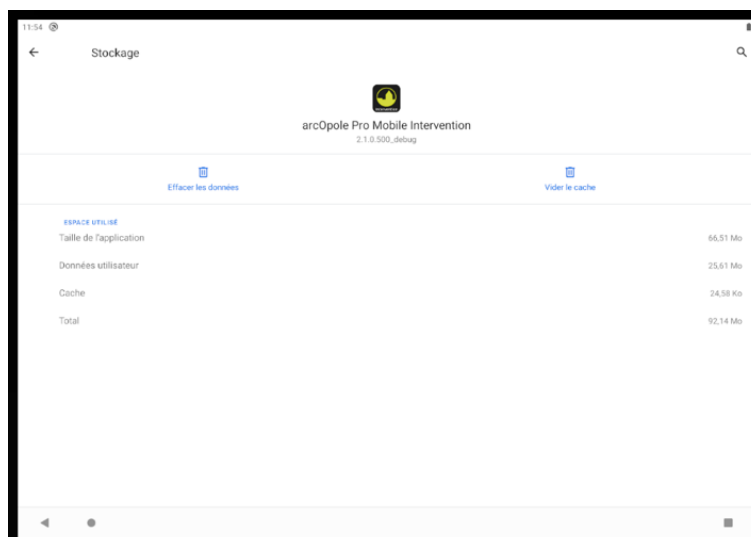 11:54
Stockage
arcOpole Pro Mobile Intervention
2.1.0.500_debug
Effacer les données
Vider le cache
ESPACE UTILISÉ
Taille de l'application 66,51 Mo
Données utilisateur 25,61 Mo
Cache 24,58 Ko
Total 92,14 Mo